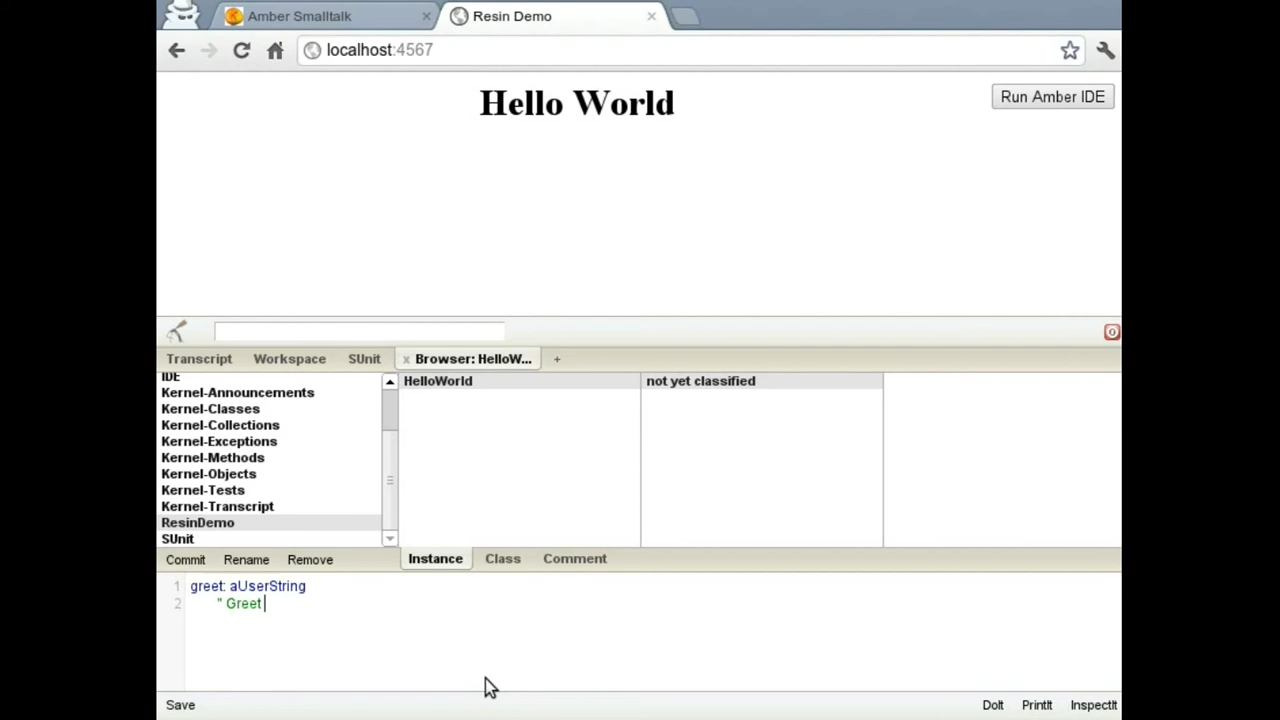 Amber Smalltalk
Resin Demo
localhost:4567
Hello World
Run Amber IDE
Transcript
Workspace
SUnit
x Browser: HelloW...
+
IDE
Kernel-Announcements
Kernel-Classes
Kernel-Collections
Kernel-Exceptions
Kernel-Methods
Kernel-Objects
Kernel-Tests
Kernel-Transcript
ResinDemo
SUnit
HelloWorld
not yet classified
Commit
Rename
Remove
Instance
Class
Comment
1 greet: aUserString
2 " Greet
Save
DoIt
PrintIt
InspectIt